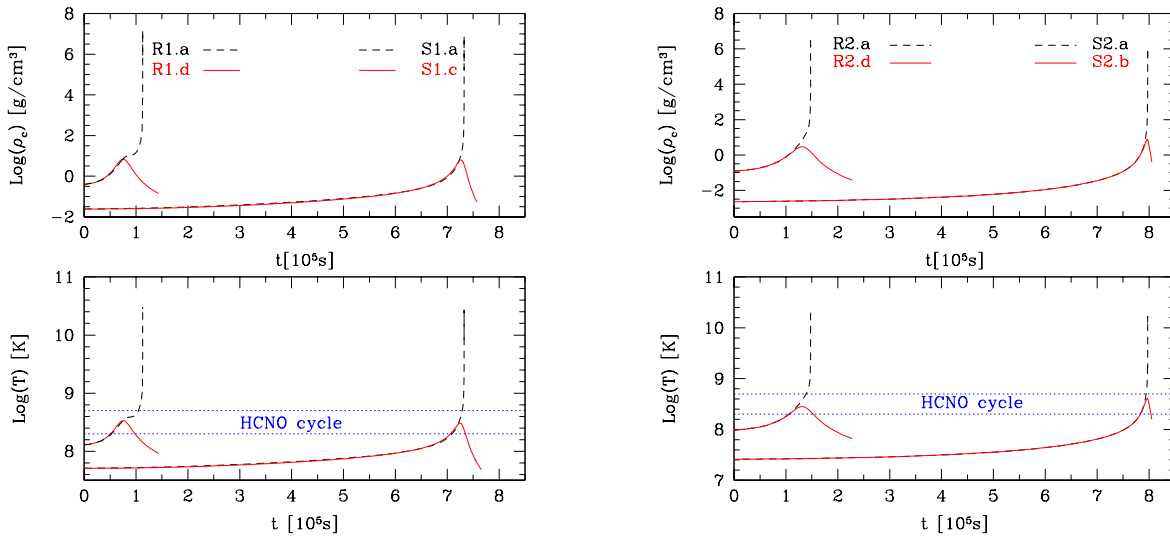 8
6
4
2
0
−2
Log(ρc) [g/cm³]
R1.a
R1.d
S1.a
S1.c
0 1 2 3 4 5 6 7 8
t[10⁵s]
8
6
4
2
0
−2
Log(ρc) [g/cm³]
R2.a
R2.d
S2.a
S2.b
0 1 2 3 4 5 6 7 8
t[10⁵s]
11
10
9
8
Log(T) [K]
HCNO cycle
0 1 2 3 4 5 6 7 8
t [10⁵s]
11
10
9
8
7
Log(T) [K]
HCNO cycle
0 1 2 3 4 5 6 7 8
t [10⁵s]